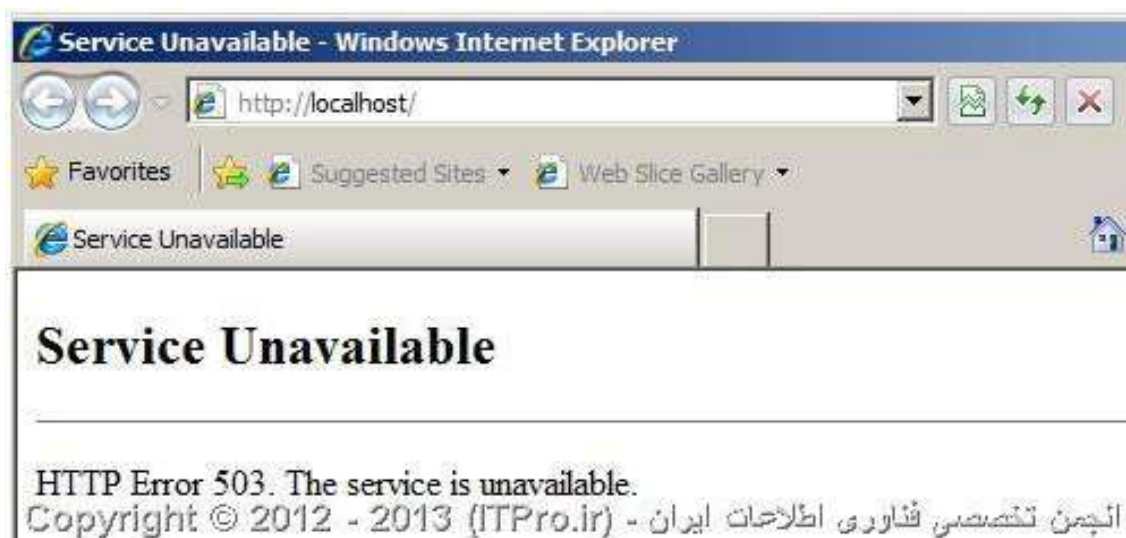 Service Unavailable - Windows Internet Explorer
http://localhost/
Favorites Suggested Sites Web Slice Gallery
Service Unavailable
Service Unavailable
HTTP Error 503. The service is unavailable.
Copyright © 2012 - 2013 (ITPro.ir) - انجمن تخصصی فناوری اطلاعات ایران